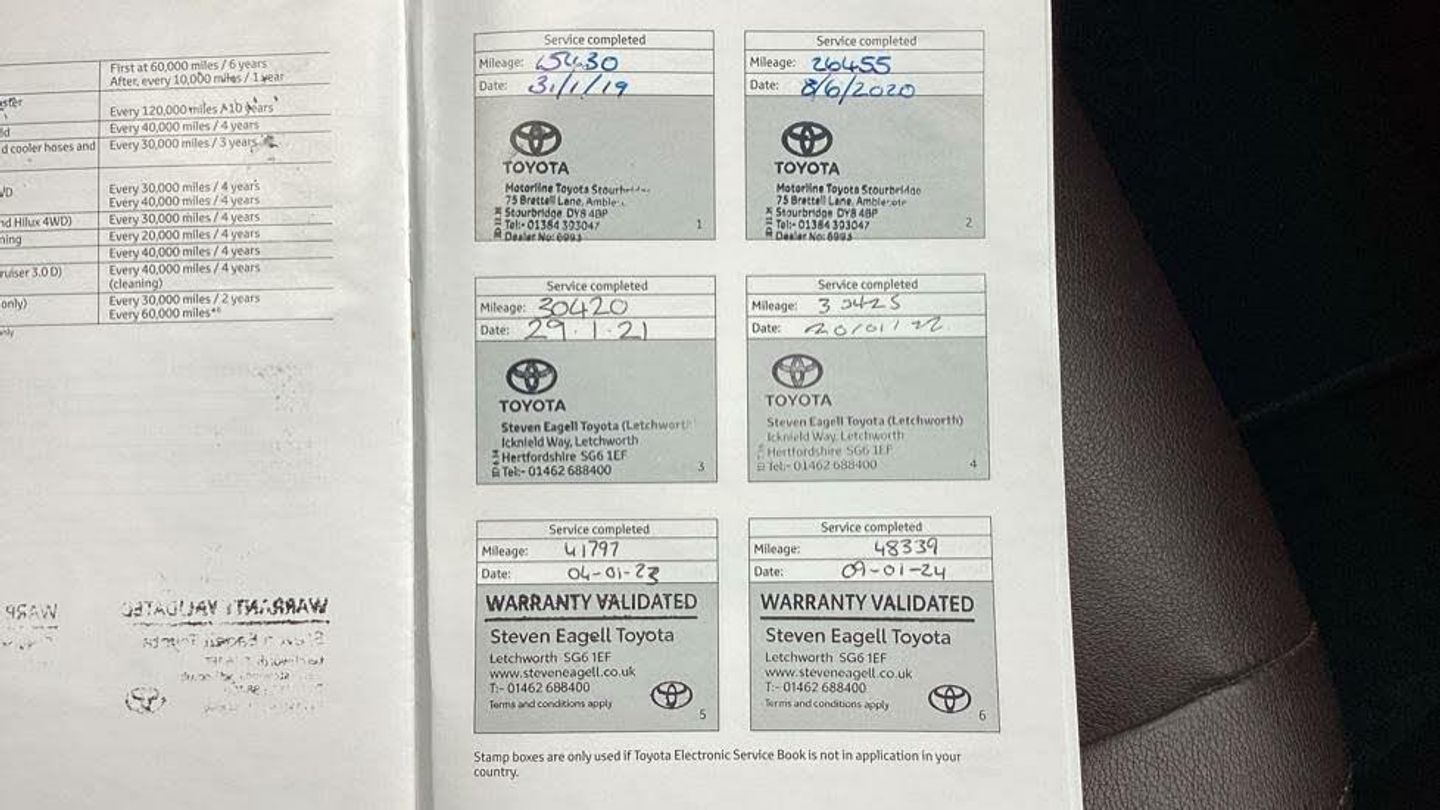 First at 60,000 miles / 6 years
After, every 10,000 miles / 1 year
Every 120,000 miles 10 years
Every 40,000 miles / 4 years
d cooler hoses and Every 30,000 miles / 3 years
Every 30,000 miles / 4 years
Every 40,000 miles / 4 years
nd Hilux 4WD) Every 30,000 miles / 4 years
ning Every 20,000 miles / 4 years
Every 40,000 miles / 4 years
ruiser 3.0 D) Every 40,000 miles / 4 years
(cleaning)
only) Every 30,000 miles / 2 years
Every 60,000 miles
Service completed
Mileage: 15430
Date: 31/1/19
TOYOTA
Motorline Toyota
75 Brettell Lane,
Stourbridge DY8 4BP
Tel:- 01384 393047
Dealer No: 6993
1
Service completed
Mileage: 26455
Date: 8/6/2020
TOYOTA
Motorline Toyota Stourbridge
75 Brettell Lane,
Stourbridge DY8 4BP
Tel:- 01384 393047
Dealer No: 6993
2
Service completed
Mileage: 30420
Date: 29.1.21
TOYOTA
Steven Eagell Toyota (Letchworth
Icknield Way, Letchworth
Hertfordshire SG6 1EF
Tel:- 01462 688400
3
Service completed
Mileage:
Date: 20/01/22
TOYOTA
Steven Eagell Toyota (Letchworth)
Icknield Way, Letchworth
Hertfordshire SG6 1EF
Tel:- 01462 688400
4
Service completed
Mileage: 41797
Date: 04-01-23
WARRANTY VALIDATED
Steven Eagell Toyota
Letchworth SG6 1EF
www.steveneagell.co.uk
T:- 01462 688400
Terms and conditions apply
5
Service completed
Mileage: 48339
Date: 09-01-24
WARRANTY VALIDATED
Steven Eagell Toyota
Letchworth SG6 1EF
www.steveneagell.co.uk
T:- 01462 688400
Terms and conditions apply
6
Stamp boxes are only used if Toyota Electronic Service Book is not in application in your
country.